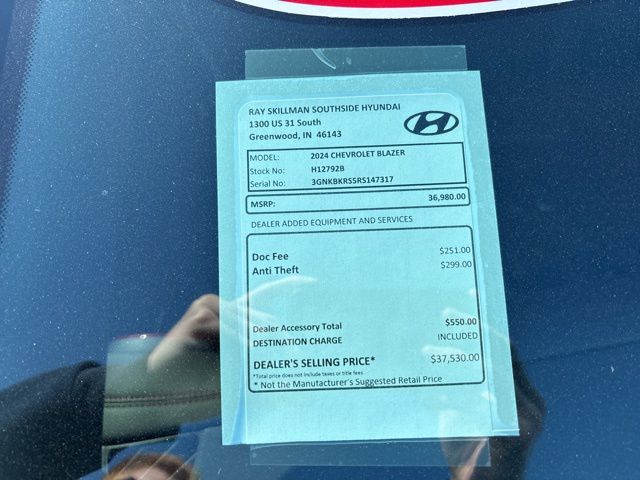 RAY SKILLMAN SOUTHSIDE HYUNDAI
1300 US 31 South
Greenwood, IN 46143
MODEL: 2024 CHEVROLET BLAZER
Stock No: H12792B
Serial No: 3GNKBKRS5RS147317
MSRP: 36,980.00
DEALER ADDED EQUIPMENT AND SERVICES
Doc Fee $251.00
Anti Theft $299.00
Dealer Accessory Total $550.00
DESTINATION CHARGE INCLUDED
DEALER'S SELLING PRICE* $37,530.00
*Total price does not include taxes or title fees
* Not the Manufacturer's Suggested Retail Price